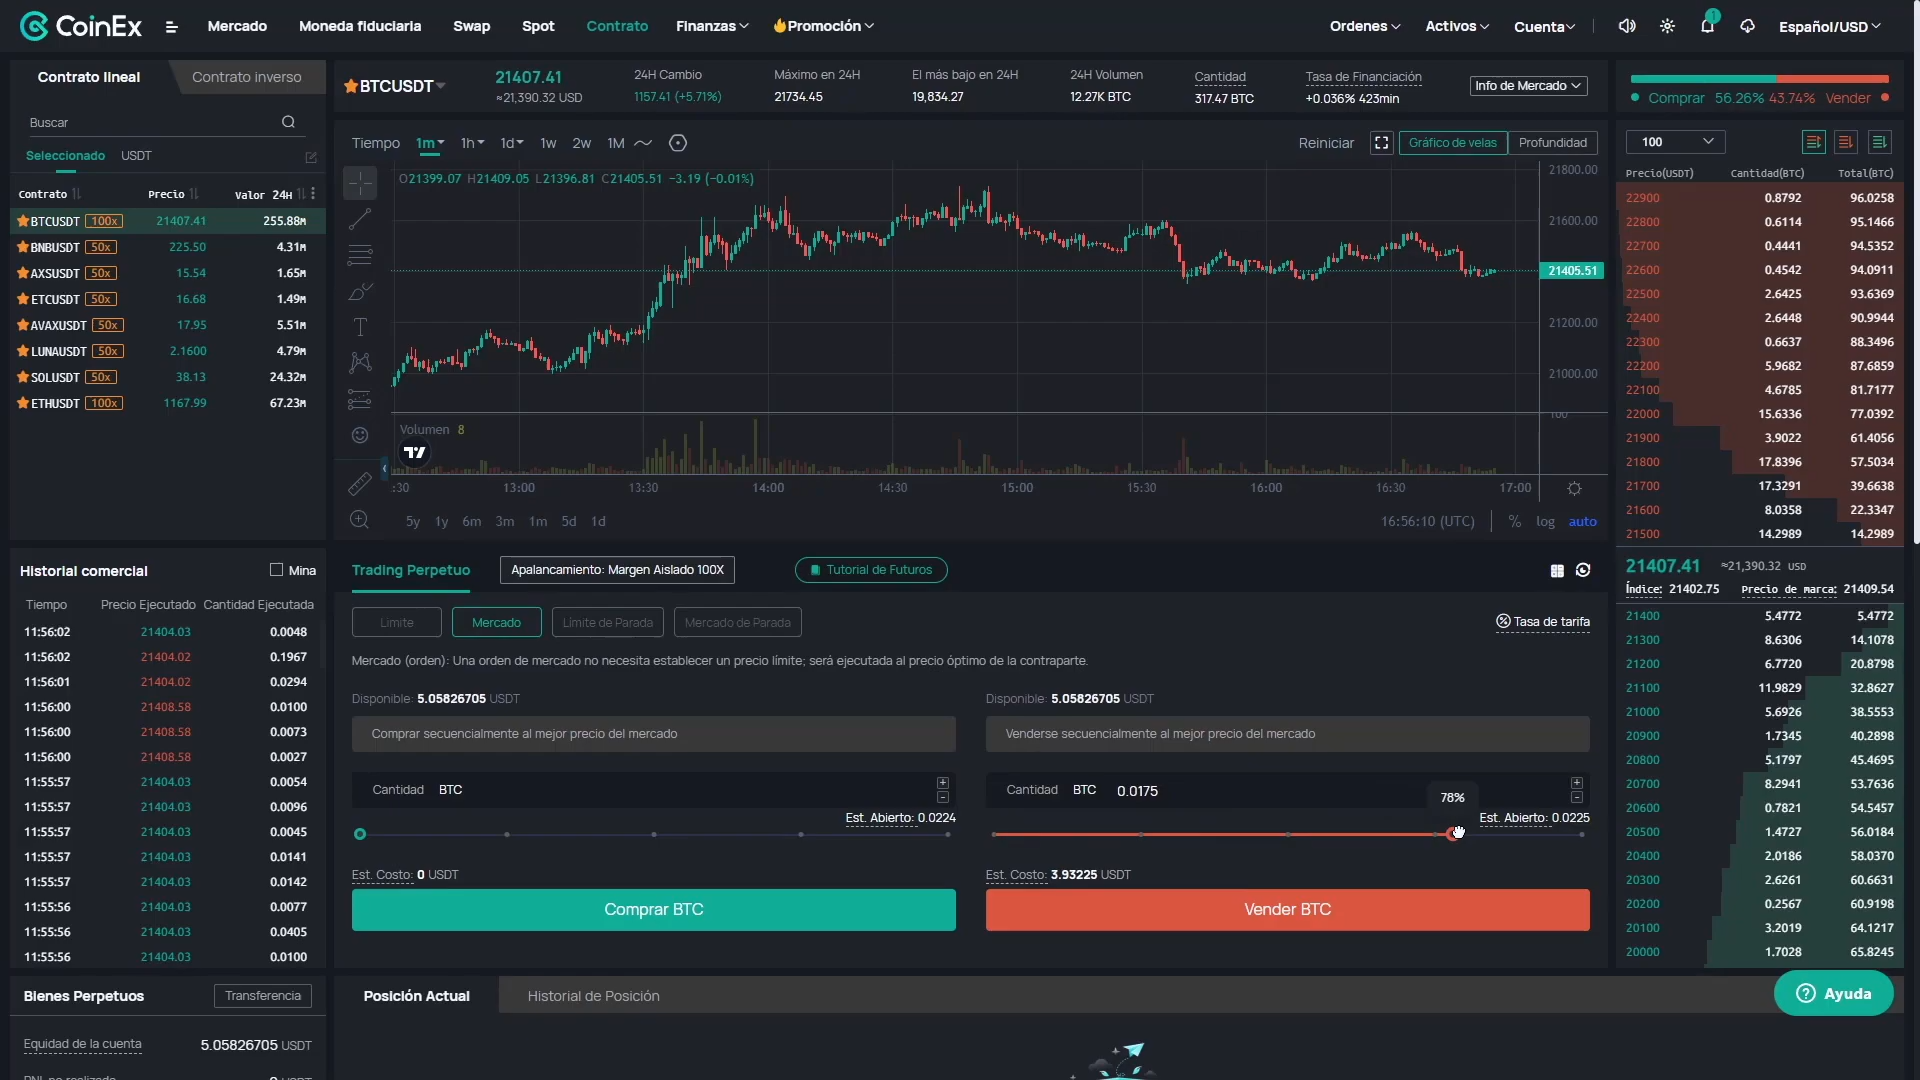 CoinEx
Mercado
Moneda fiduciaria
Swap
Spot
Contrato
Finanzas
Promoción
Ordenes
Activos
Cuenta
1
Español/USD
Contrato lineal
Contrato inverso
Buscar
Seleccionado
USDT
Contrato Precio Valor 24H
BTCUSDT 100x 21407.41 255.88M
BNBUSDT 50x 225.50 4.31M
AXSUSDT 50x 15.54 1.65M
ETCUSDT 50x 16.68 1.49M
AVAXUSDT 50x 17.95 5.51M
LUNAUSDT 50x 2.1600 4.79M
SOLUSDT 50x 38.13 24.32M
ETHUSDT 100x 1167.99 67.23M
BTCUSDT
21407.41
≈21,390.32 USD
24H Cambio
1157.41 (+5.71%)
Máximo en 24H
21734.45
El más bajo en 24H
19,834.27
24H Volumen
12.27K BTC
Cantidad
317.47 BTC
Tasa de Financiación
+0.036% 423min
Info de Mercado
Tiempo 1m 1h 1d 1w 2w 1M
Reiniciar
Gráfico de velas
Profundidad
O21399.07 H21409.05 L21396.81 C21405.51 −3.19 (−0.01%)
21800.00
21600.00
21405.51
21200.00
21000.00
100
Volumen 8
:30 13:00 13:30 14:00 14:30 15:00 15:30 16:00 16:30 17:00
5y 1y 6m 3m 1m 5d 1d
16:56:10 (UTC) % log auto
Comprar 56.26% 43.74% Vender
100
Precio(USDT) Cantidad(BTC) Total(BTC)
22900 0.8792 96.0258
22800 0.6114 95.1466
22700 0.4441 94.5352
22600 0.4542 94.0911
22500 2.6425 93.6369
22400 2.6448 90.9944
22300 0.6637 88.3496
22200 5.9682 87.6859
22100 4.6785 81.7177
22000 15.6336 77.0392
21900 3.9022 61.4056
21800 17.8396 57.5034
21700 17.3291 39.6638
21600 8.0358 22.3347
21500 14.2989 14.2989
21407.41 ≈21,390.32 USD
Índice: 21402.75 Precio de marca: 21409.54
21400 5.4772 5.4772
21300 8.6306 14.1078
21200 6.7720 20.8798
21100 11.9829 32.8627
21000 5.6926 38.5553
20900 1.7345 40.2898
20800 5.1797 45.4695
20700 8.2941 53.7636
20600 0.7821 54.5457
20500 1.4727 56.0184
20400 2.0186 58.0370
20300 2.6261 60.6631
20200 0.2567 60.9198
20100 3.2019 64.1217
20000 1.7028 65.8245
Historial comercial
Mina
Tiempo Precio Ejecutado Cantidad Ejecutada
11:56:02 21404.03 0.0048
11:56:02 21404.02 0.1967
11:56:01 21404.02 0.0294
11:56:00 21408.58 0.0100
11:56:00 21408.58 0.0073
11:56:00 21408.58 0.0027
11:55:57 21404.03 0.0054
11:55:57 21404.03 0.0096
11:55:57 21404.03 0.0045
11:55:57 21404.03 0.0141
11:55:57 21404.03 0.0142
11:55:56 21404.03 0.0077
11:55:56 21404.03 0.0405
11:55:56 21404.03 0.0100
Trading Perpetuo
Apalancamiento: Margen Aislado 100X
Tutorial de Futuros
Límite
Mercado
Límite de Parada
Mercado de Parada
Tasa de tarifa
Mercado (orden): Una orden de mercado no necesita establecer un precio límite; será ejecutada al precio óptimo de la contraparte.
Disponible: 5.05826705 USDT
Comprar secuencialmente al mejor precio del mercado
Cantidad BTC
Est. Abierto: 0.0224
Est. Costo: 0 USDT
Comprar BTC
Disponible: 5.05826705 USDT
Venderse secuencialmente al mejor precio del mercado
Cantidad BTC 0.0175
78%
Est. Abierto: 0.0225
Est. Costo: 3.93225 USDT
Vender BTC
Bienes Perpetuos
Transferencia
Equidad de la cuenta 5.05826705 USDT
Posición Actual
Historial de Posición
Ayuda